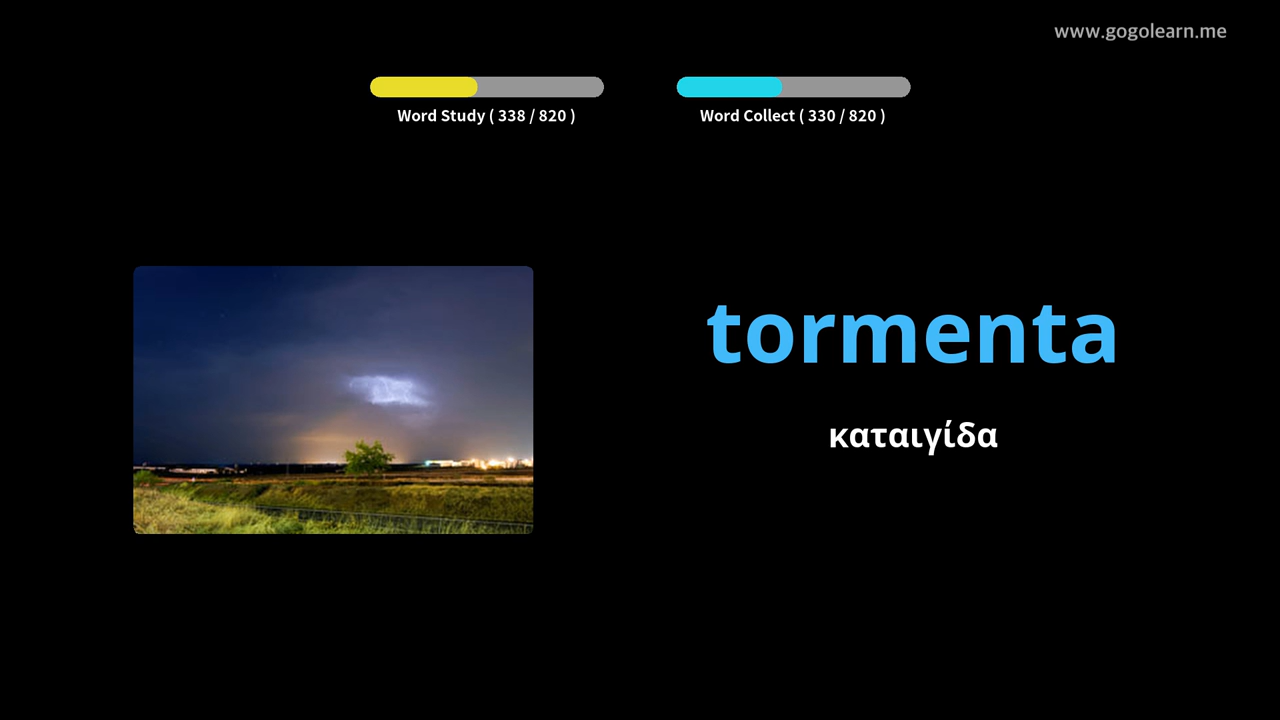 www.gogolearn.me
Word Study ( 338 / 820 )
Word Collect ( 330 / 820 )
tormenta
καταιγίδα